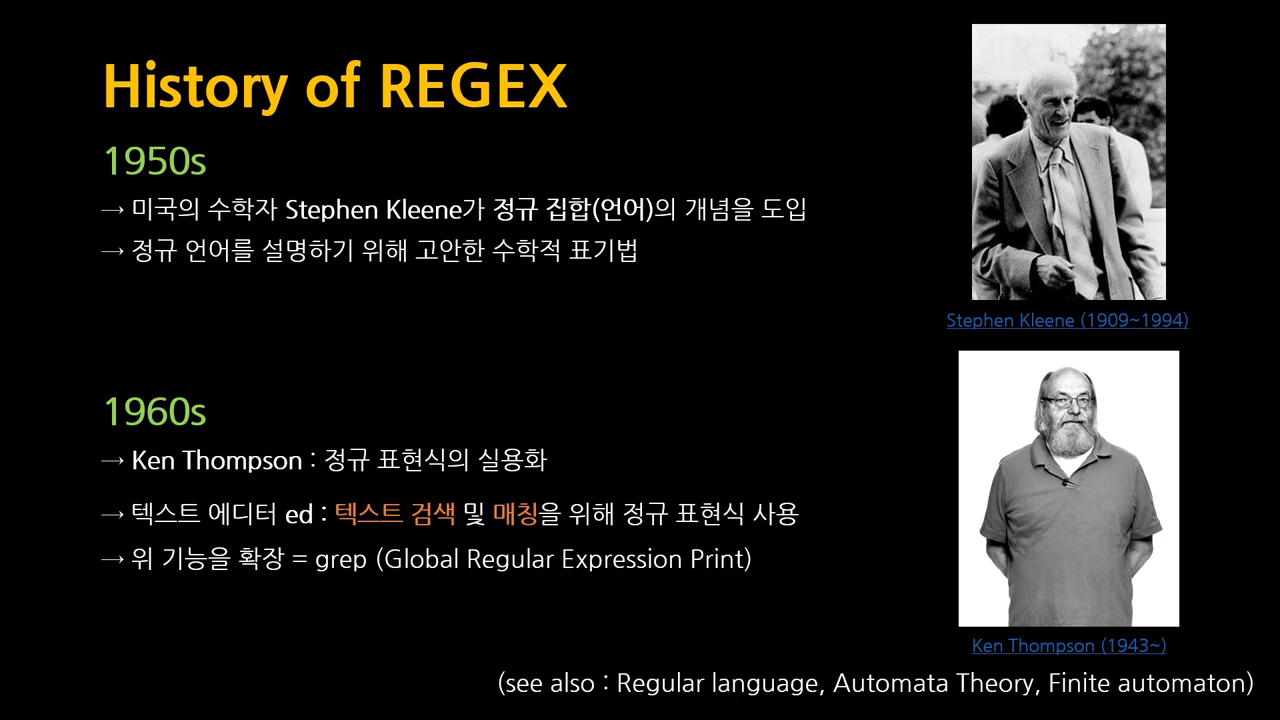 History of REGEX
1950s
→ 미국의 수학자 Stephen Kleene가 정규 집합(언어)의 개념을 도입
→ 정규 언어를 설명하기 위해 고안한 수학적 표기법
Stephen Kleene (1909~1994)
1960s
→ Ken Thompson : 정규 표현식의 실용화
→ 텍스트 에디터 ed : 텍스트 검색 및 매칭을 위해 정규 표현식 사용
→ 위 기능을 확장 = grep (Global Regular Expression Print)
Ken Thompson (1943~)
(see also : Regular language, Automata Theory, Finite automaton)